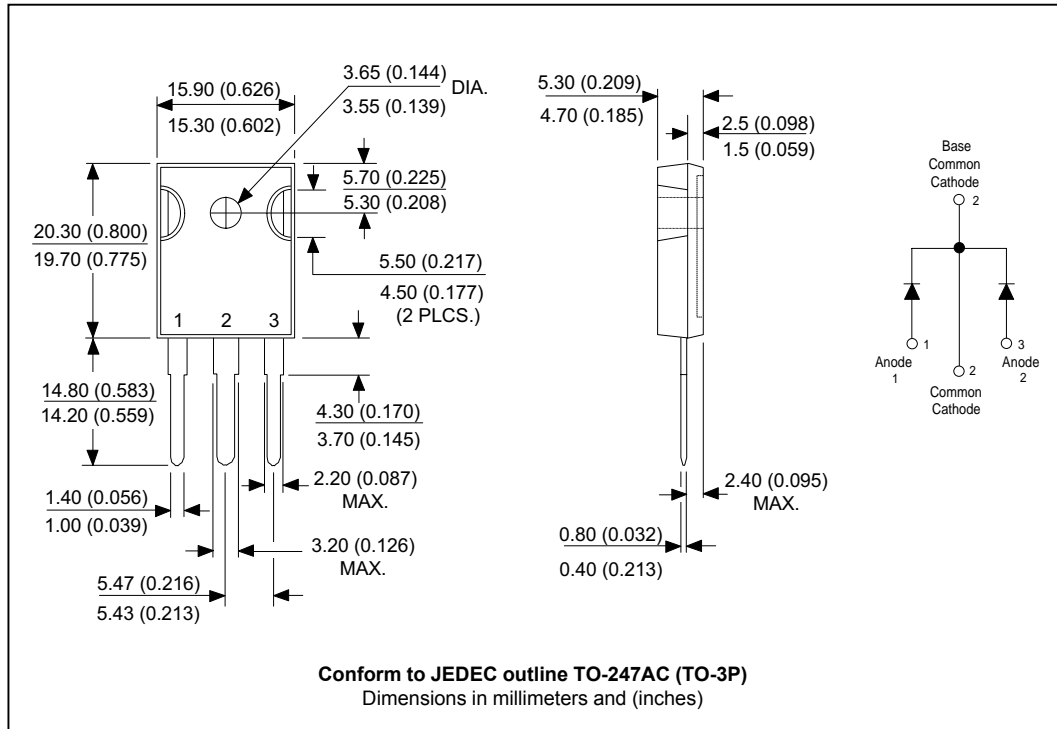 3.65 (0.144)
3.55 (0.139)
DIA.
15.90 (0.626)
15.30 (0.602)
5.70 (0.225)
5.30 (0.208)
20.30 (0.800)
19.70 (0.775)
5.50 (0.217)
4.50 (0.177)
(2 PLCS.)
1 2 3
14.80 (0.583)
14.20 (0.559)
4.30 (0.170)
3.70 (0.145)
2.20 (0.087)
MAX.
1.40 (0.056)
1.00 (0.039)
3.20 (0.126)
MAX.
5.47 (0.216)
5.43 (0.213)
5.30 (0.209)
4.70 (0.185)
2.5 (0.098)
1.5 (0.059)
2.40 (0.095)
MAX.
0.80 (0.032)
0.40 (0.213)
Base
Common
Cathode
2
1
Anode
1
2
Common
Cathode
3
Anode
2
Conform to JEDEC outline TO-247AC (TO-3P)
Dimensions in millimeters and (inches)